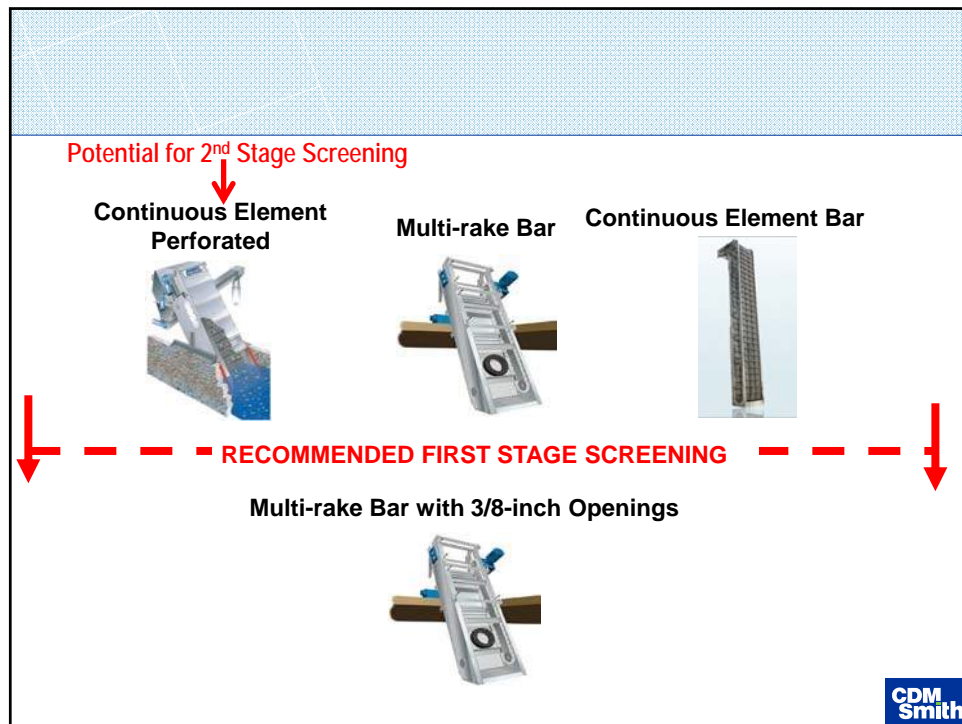 Potential for 2nd Stage Screening
Continuous Element
Perforated
Multi-rake Bar
Continuous Element Bar
RECOMMENDED FIRST STAGE SCREENING
Multi-rake Bar with 3/8-inch Openings
CDM
Smith